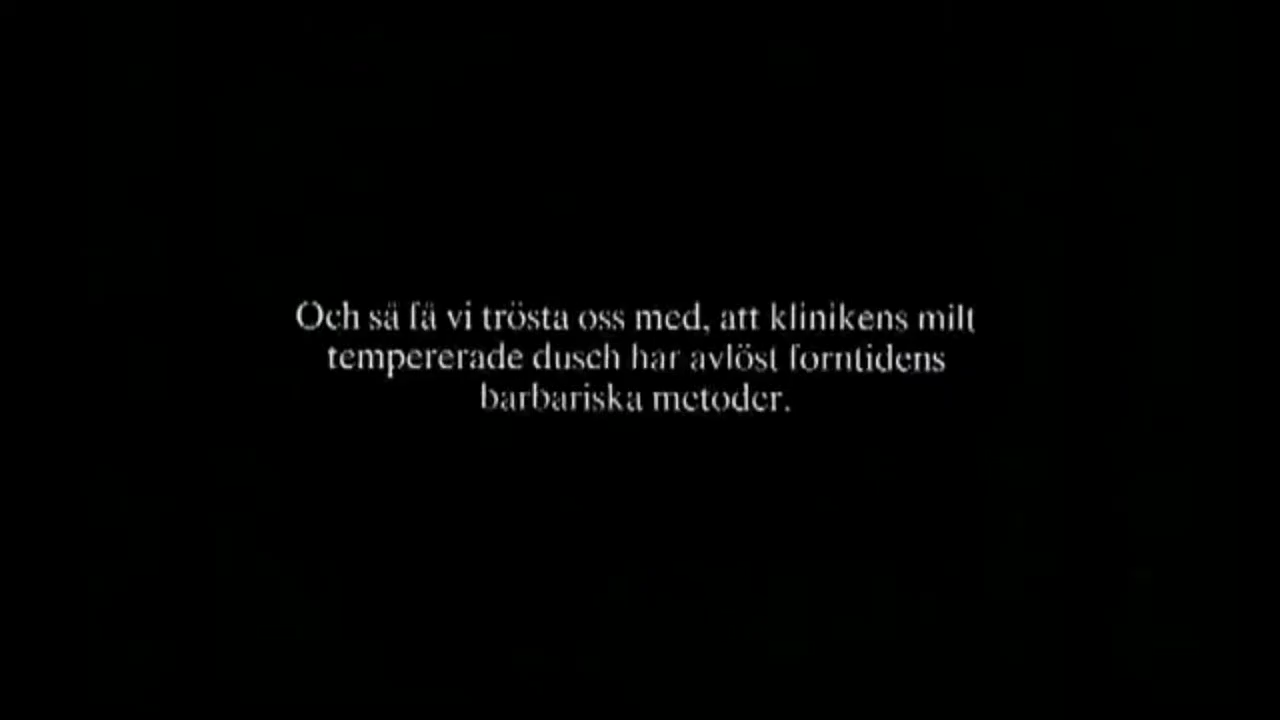 Och så få vi trösta oss med, att klinikens milt
tempererade dusch har avlöst forntidens
barbariska metoder.